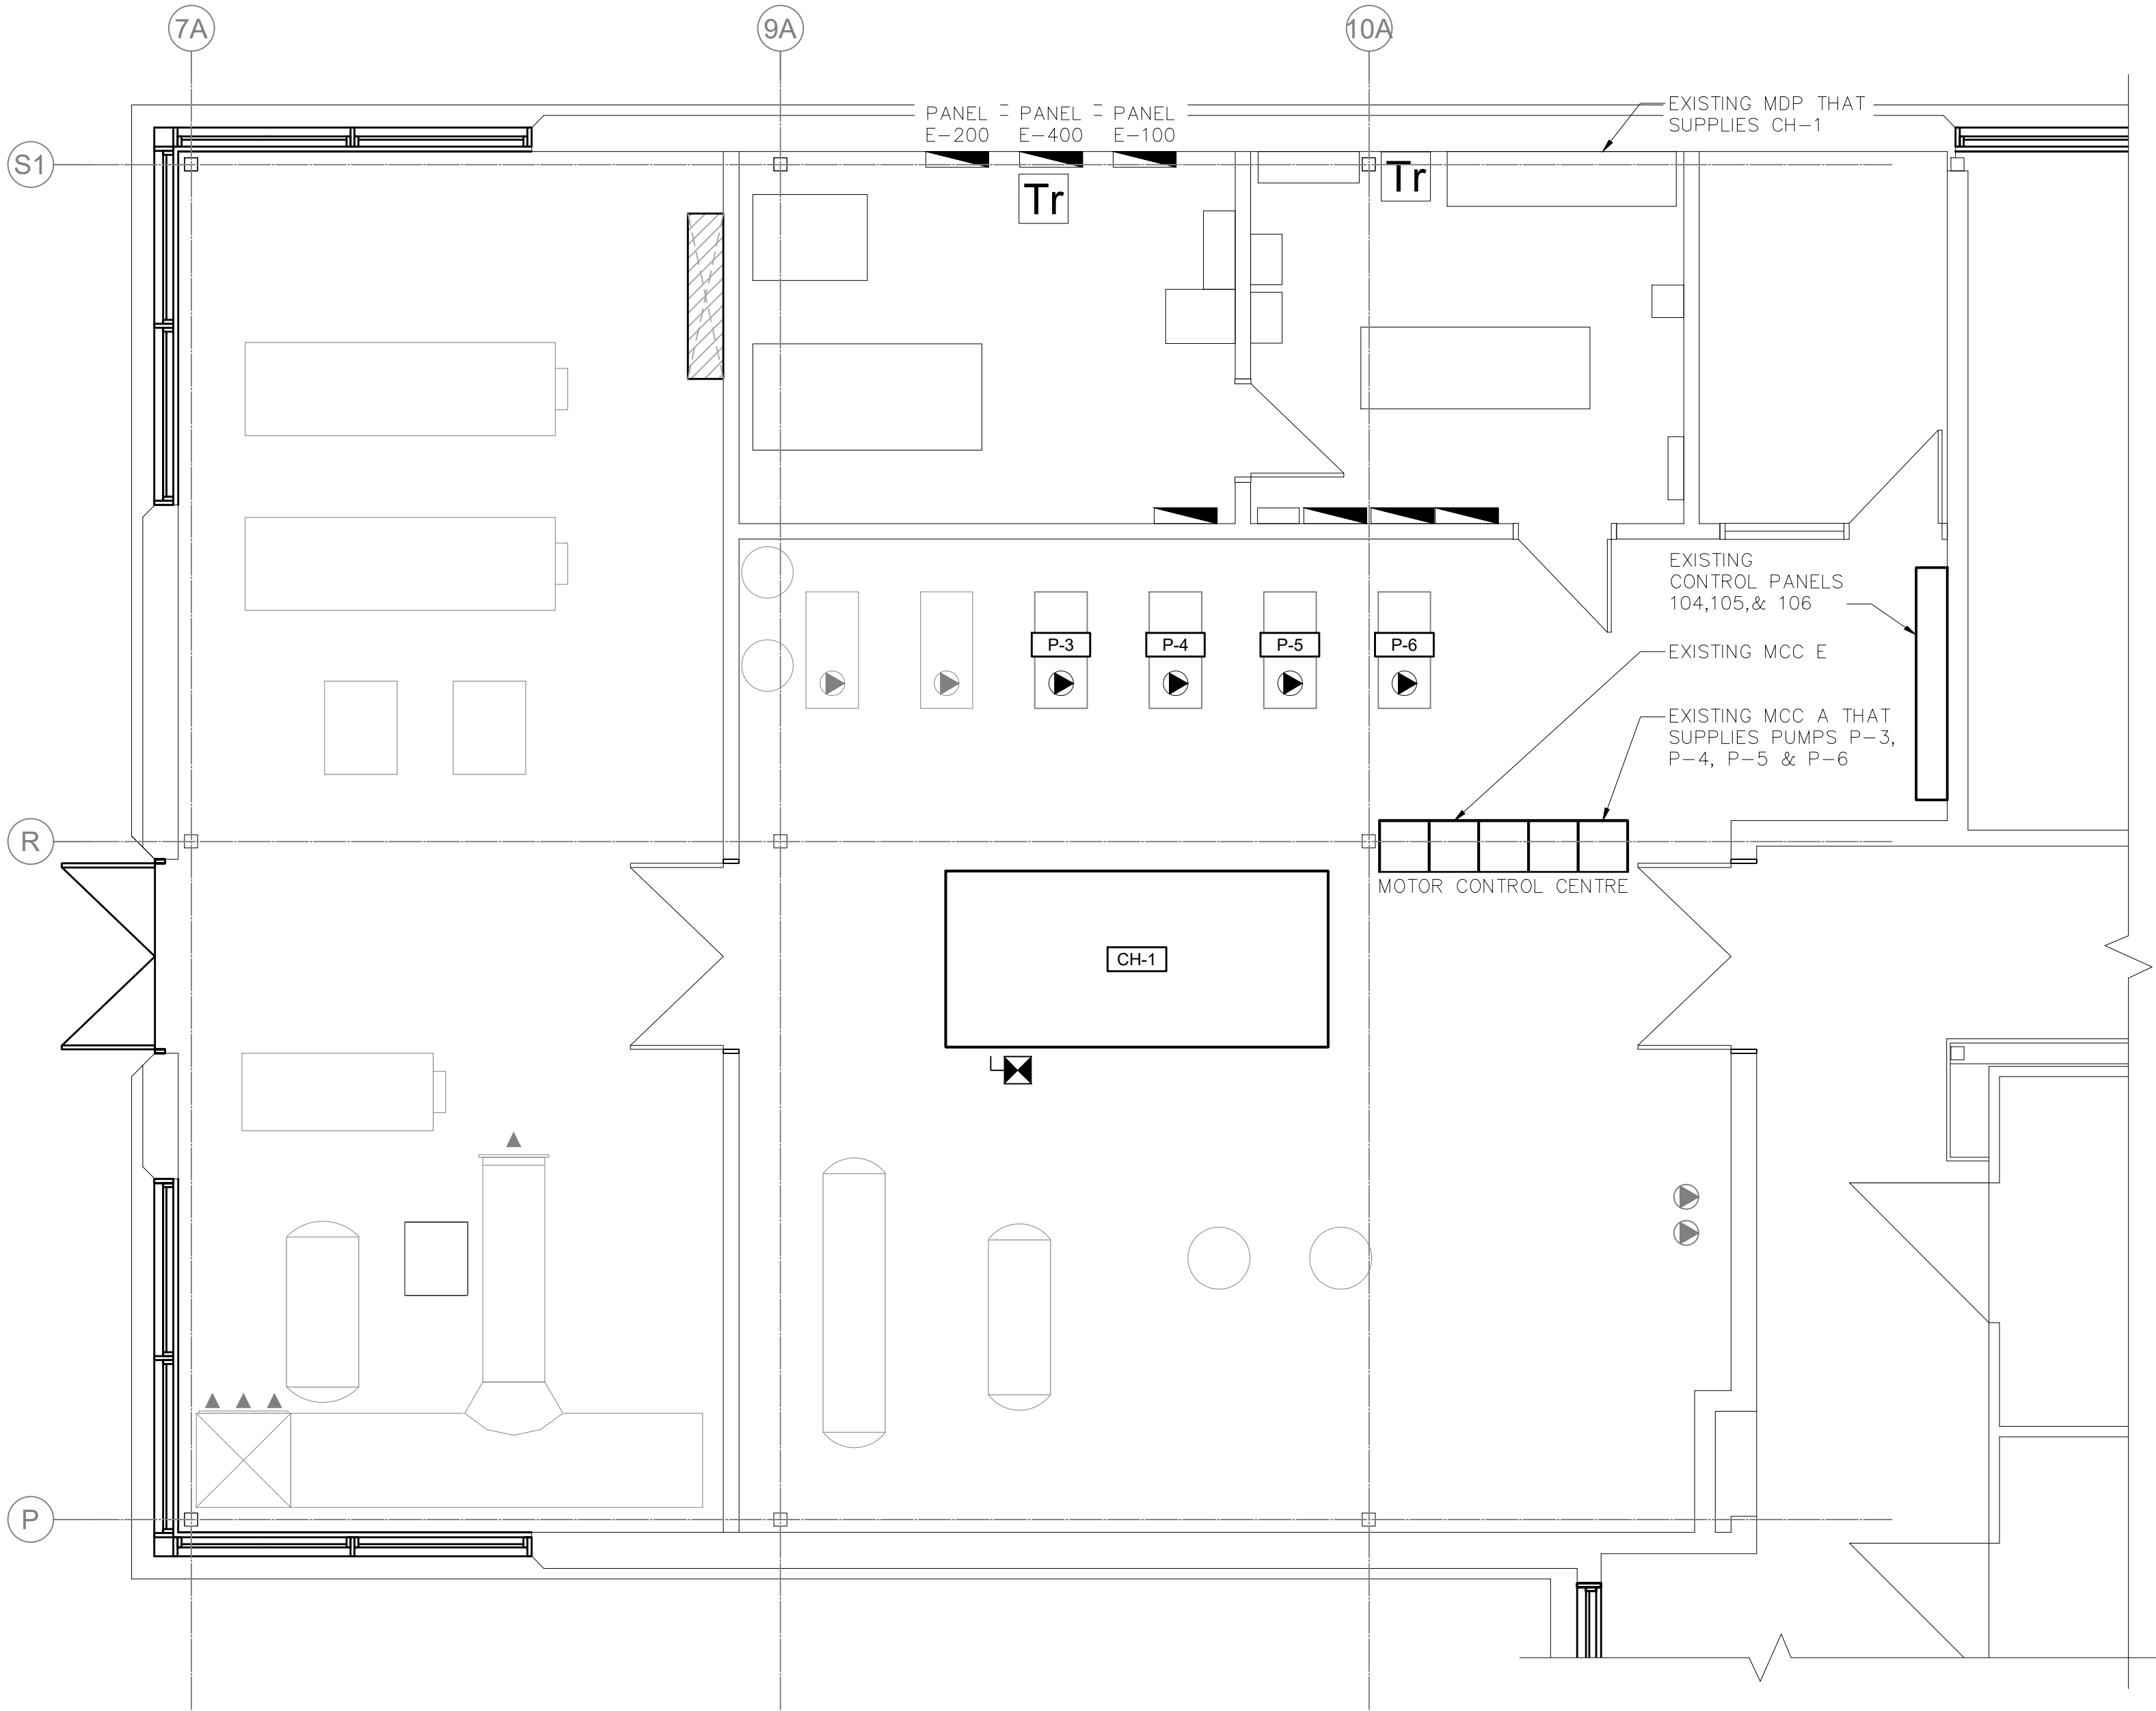 7A
9A
10A
S1
R
P
PANEL
E-200
PANEL
E-400
PANEL
E-100
EXISTING MDP THAT
SUPPLIES CH-1
Tr
Tr
EXISTING
CONTROL PANELS
104,105,& 106
P-3
P-4
P-5
P-6
EXISTING MCC E
EXISTING MCC A THAT
SUPPLIES PUMPS P-3,
P-4, P-5 & P-6
MOTOR CONTROL CENTRE
CH-1